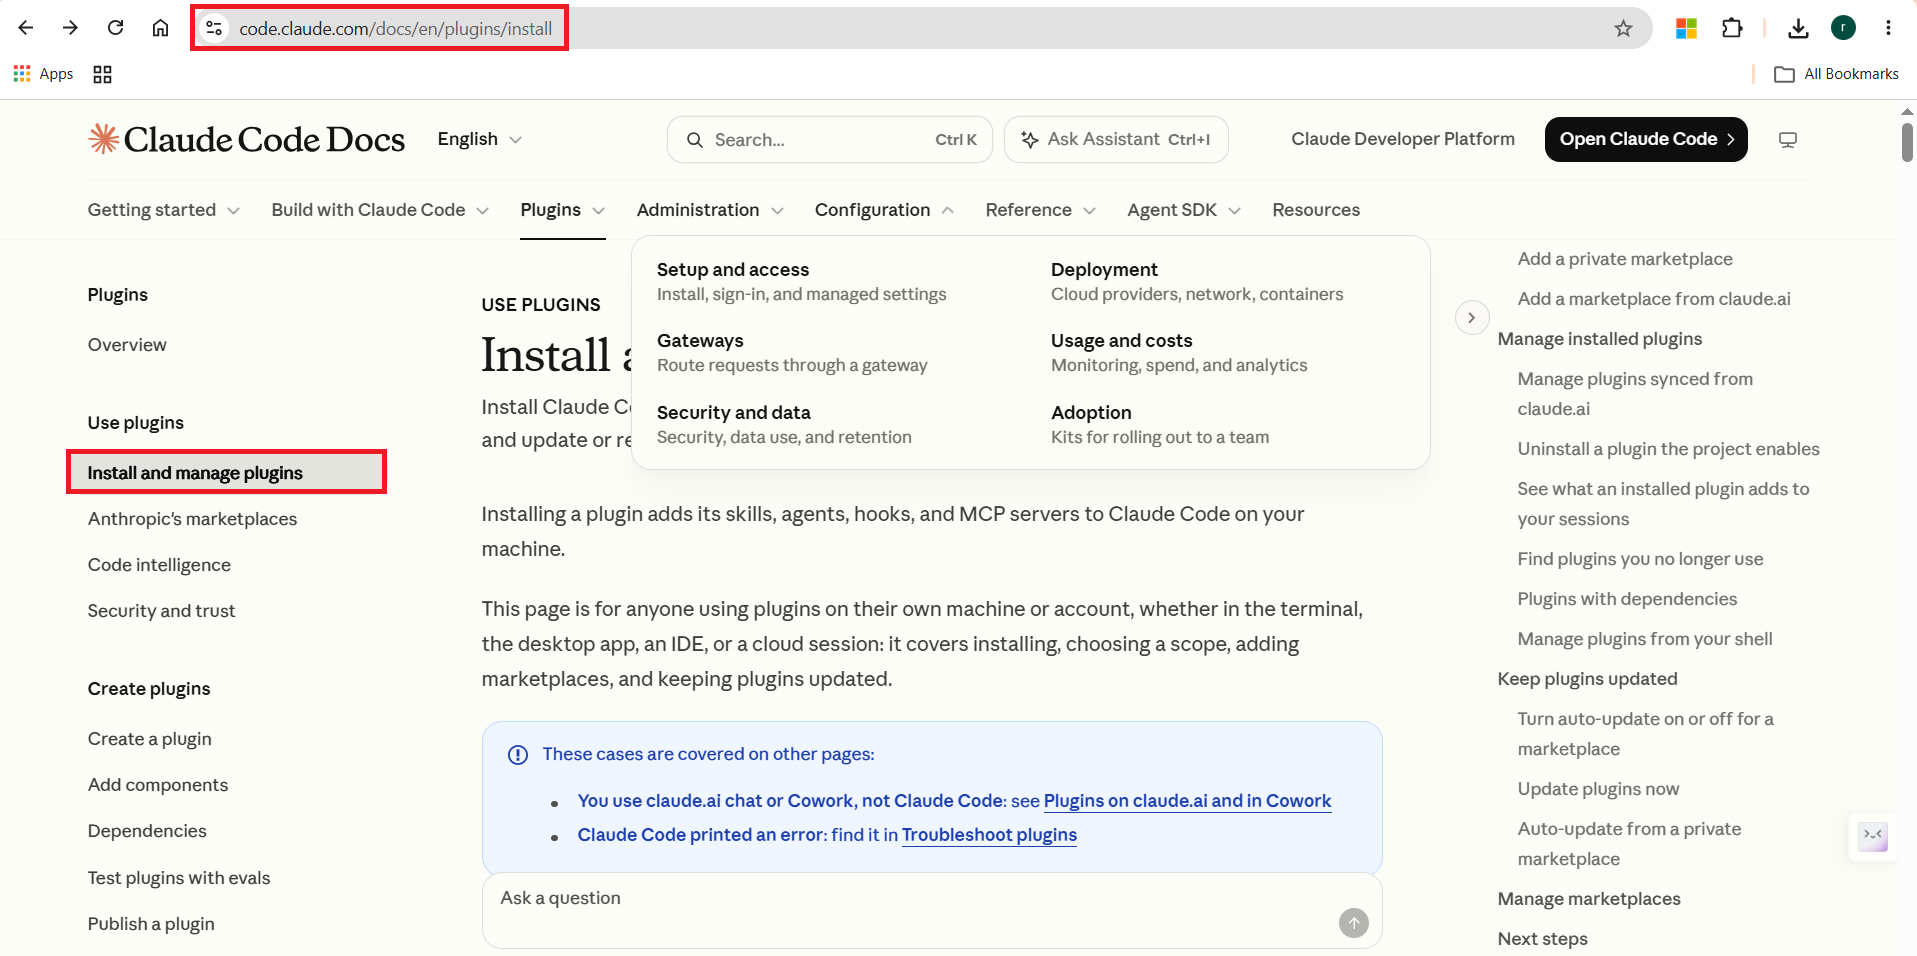 code.claude.com/docs/en/plugins/install
r
Apps
All Bookmarks
Claude Code Docs
English
Search...
Ctrl K
Ask Assistant Ctrl+I
Claude Developer Platform
Open Claude Code
Getting started
Build with Claude Code
Plugins
Administration
Configuration
Reference
Agent SDK
Resources
Setup and access
Install, sign-in, and managed settings
Gateways
Route requests through a gateway
Security and data
Security, data use, and retention
Deployment
Cloud providers, network, containers
Usage and costs
Monitoring, spend, and analytics
Adoption
Kits for rolling out to a team
Plugins
Overview
Use plugins
Install and manage plugins
Anthropic's marketplaces
Code intelligence
Security and trust
Create plugins
Create a plugin
Add components
Dependencies
Test plugins with evals
Publish a plugin
USE PLUGINS
Install
Install Claude
and update or
Installing a plugin adds its skills, agents, hooks, and MCP servers to Claude Code on your
machine.
This page is for anyone using plugins on their own machine or account, whether in the terminal,
the desktop app, an IDE, or a cloud session: it covers installing, choosing a scope, adding
marketplaces, and keeping plugins updated.
These cases are covered on other pages:
You use claude.ai chat or Cowork, not Claude Code: see Plugins on claude.ai and in Cowork
Claude Code printed an error: find it in Troubleshoot plugins
Ask a question
Add a private marketplace
Add a marketplace from claude.ai
Manage installed plugins
Manage plugins synced from
claude.ai
Uninstall a plugin the project enables
See what an installed plugin adds to
your sessions
Find plugins you no longer use
Plugins with dependencies
Manage plugins from your shell
Keep plugins updated
Turn auto-update on or off for a
marketplace
Update plugins now
Auto-update from a private
marketplace
Manage marketplaces
Next steps